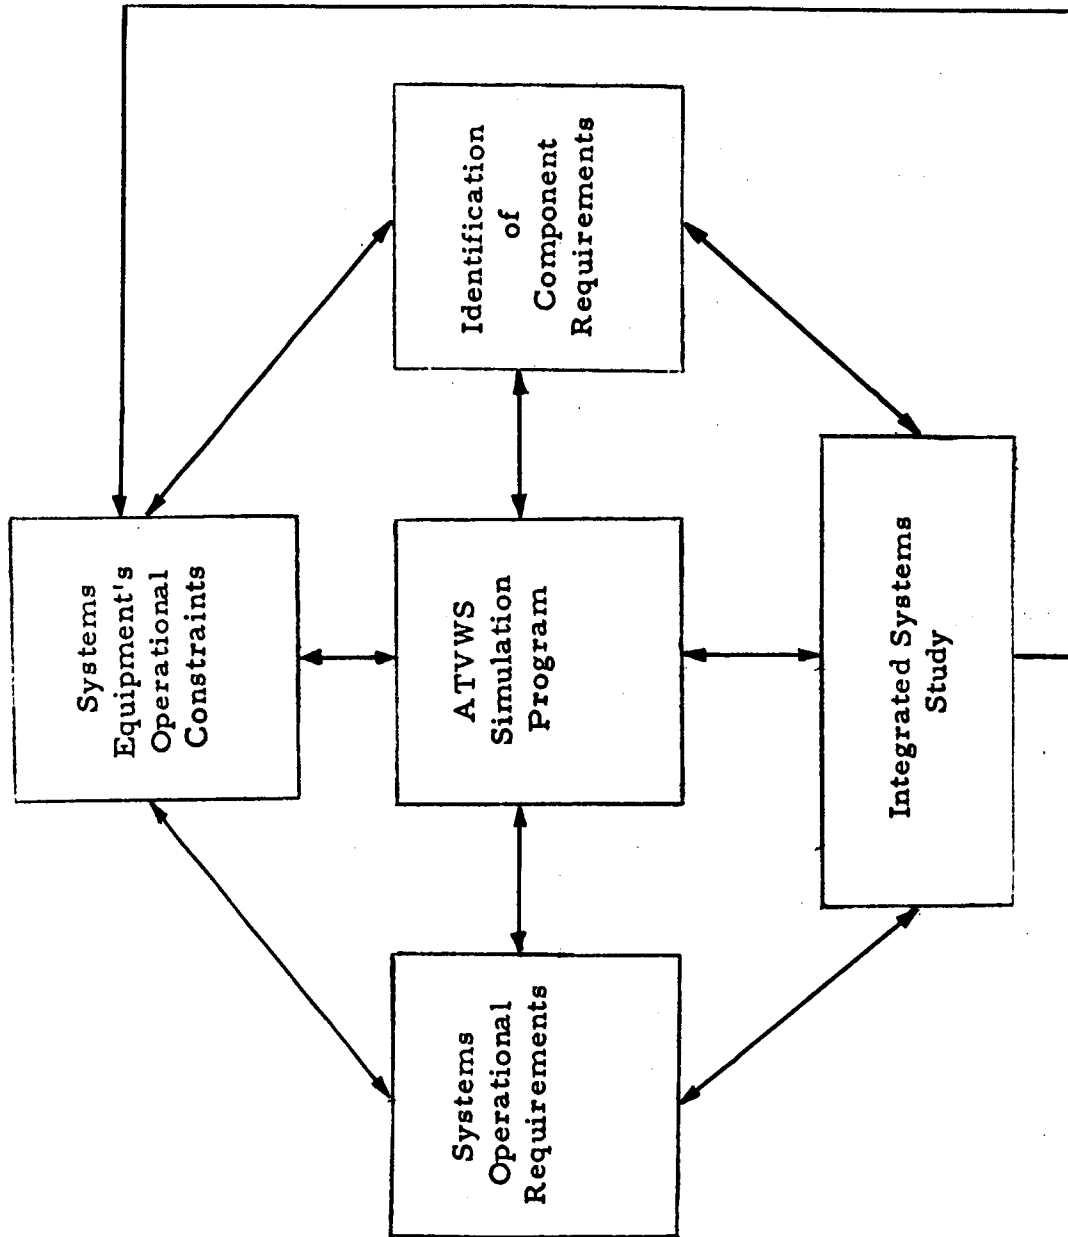 Systems
Equipment's
Operational
Constraints
Identification
of
Component
Requirements
ATVWS
Simulation
Program
Systems
Operational
Requirements
Integrated Systems
Study